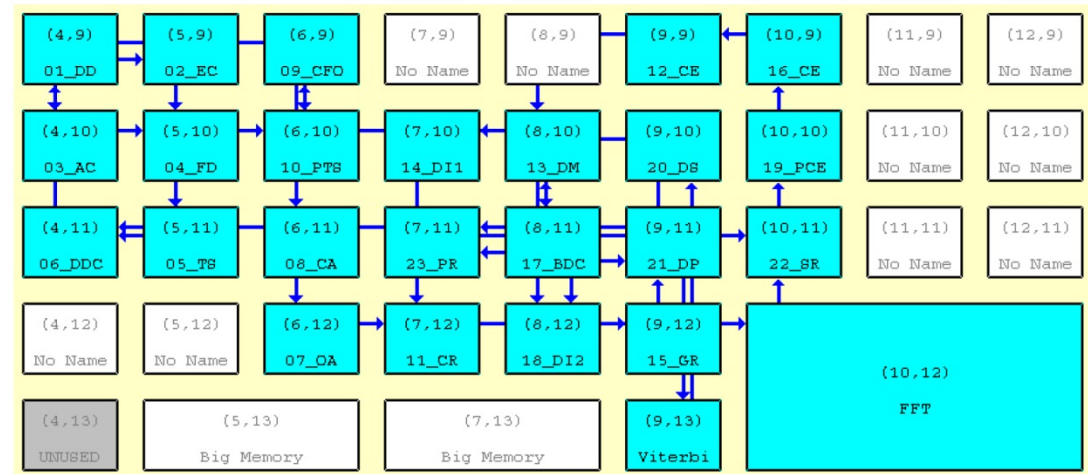 (4,9) (5,9) (6,9) (7,9) (8,9) (9,9) (10,9) (11,9) (12,9)
01_DD 02_EC 09_CFO No Name No Name 12_CE 16_CE No Name No Name
(4,10) (5,10) (6,10) (7,10) (8,10) (9,10) (10,10) (11,10) (12,10)
03_AC 04_FD 10_PTS 14_DI1 13_DM 20_DS 19_PCE No Name No Name
(4,11) (5,11) (6,11) (7,11) (8,11) (9,11) (10,11) (11,11) (12,11)
06_DDC 05_TS 08_CA 23_PR 17_BDC 21_DP 22_SR No Name No Name
(4,12) (5,12) (6,12) (7,12) (8,12) (9,12) (10,12)
No Name No Name 07_OA 11_CR 18_DI2 15_GR FFT
(4,13) (5,13) (7,13) (9,13)
UNUSED Big Memory Big Memory Viterbi